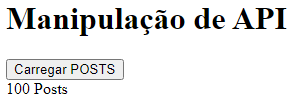 Manipulação de API
Carregar POSTS
100 Posts